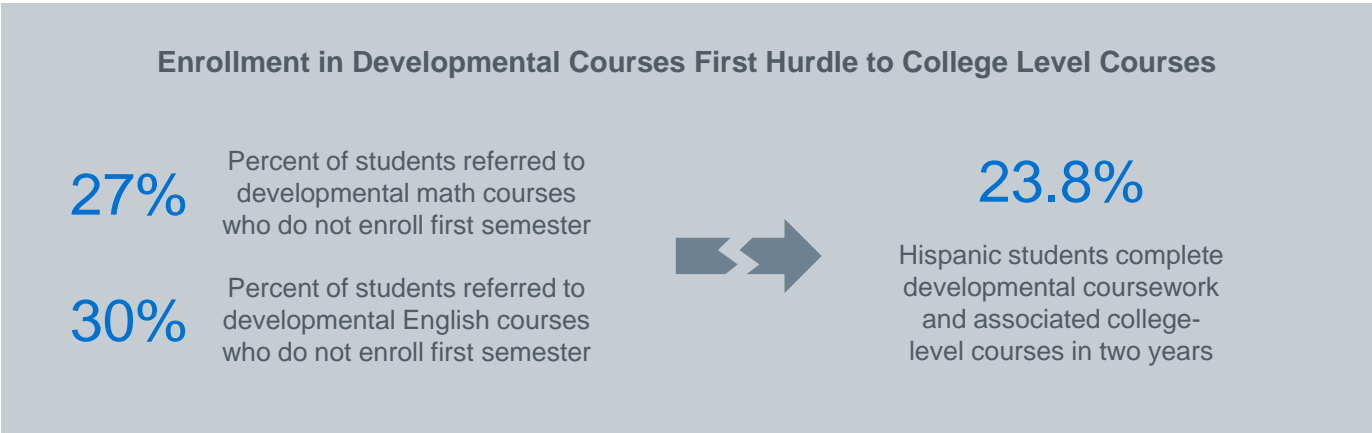 Enrollment in Developmental Courses First Hurdle to College Level Courses
27%
Percent of students referred to
developmental math courses
who do not enroll first semester
30%
Percent of students referred to
developmental English courses
who do not enroll first semester
23.8%
Hispanic students complete
developmental coursework
and associated college-
level courses in two years